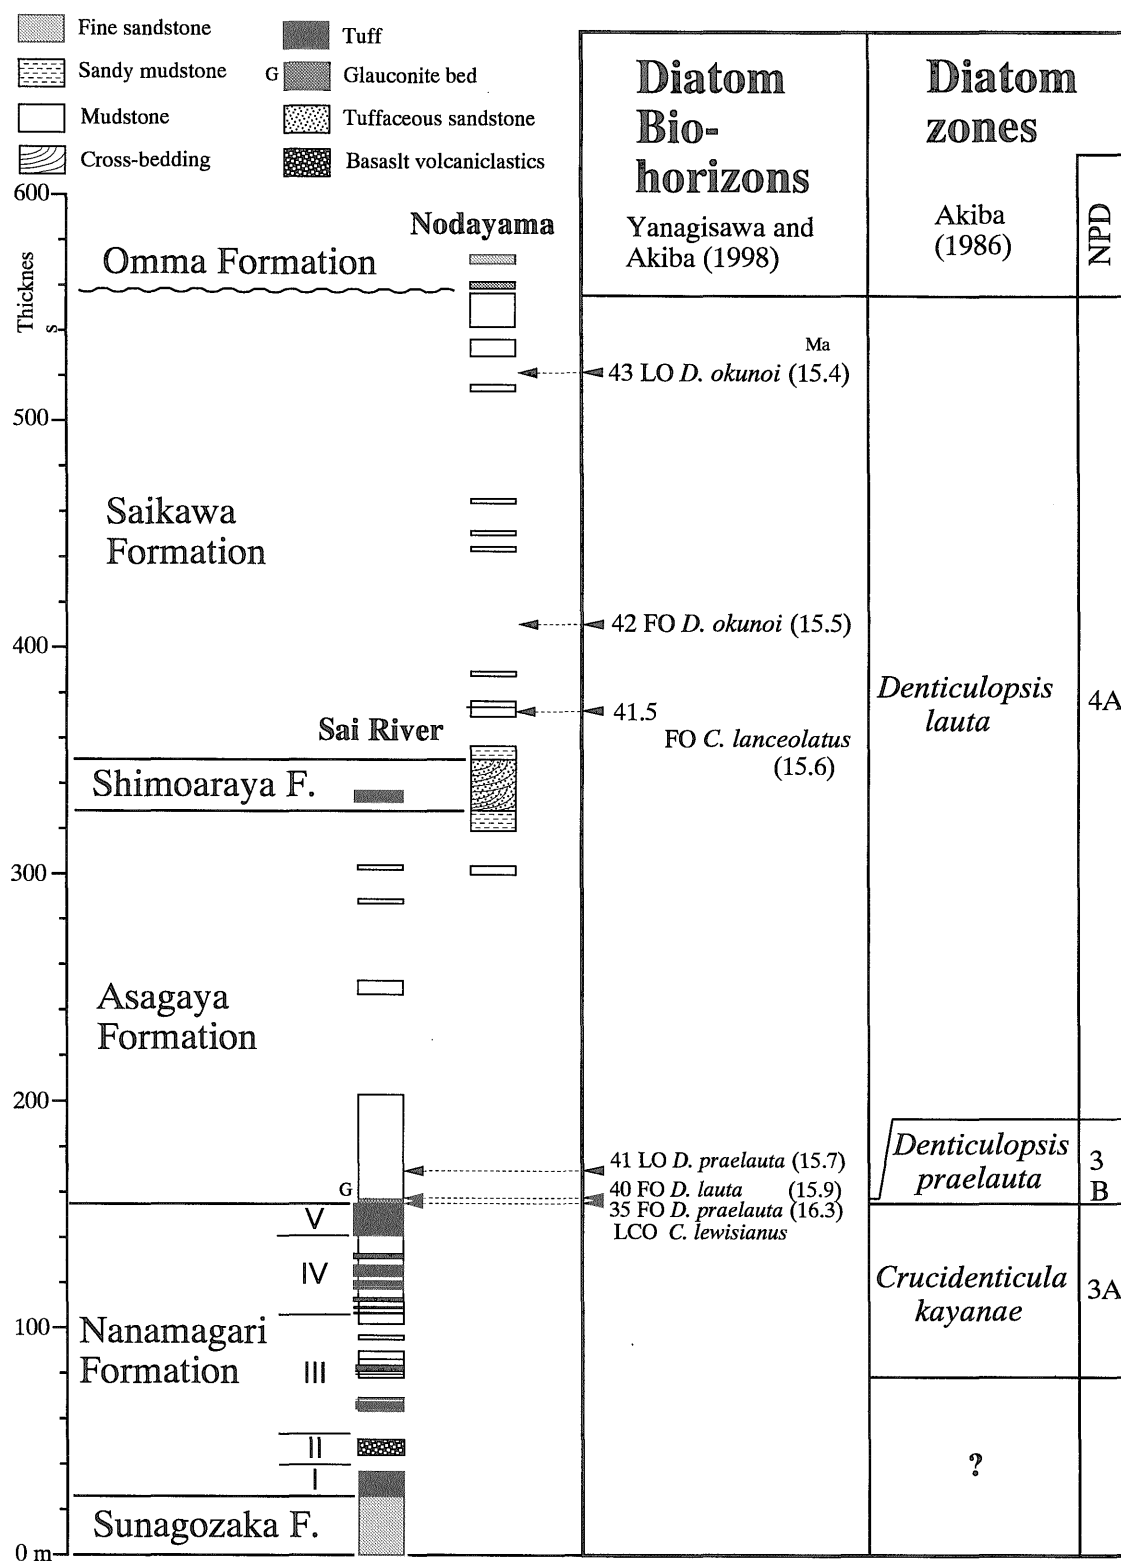 Fine sandstone
Sandy mudstone
Mudstone
Cross-bedding
Tuff
G Glauconite bed
Tuffaceous sandstone
Basaslt volcaniclastics
Diatom
Bio-
horizons
Yanagisawa and
Akiba (1998)
Diatom
zones
Akiba
(1986)
NPD
600
500
400
300
200
100
0 m
Thicknes
s
Nodayama
Omma Formation
Saikawa
Formation
Sai River
Shimoaraya F.
Asagaya
Formation
G
V
IV
III
II
I
Nanamagari
Formation
Sunagozaka F.
Ma
43 LO D. okunoi (15.4)
42 FO D. okunoi (15.5)
41.5
FO C. lanceolatus
(15.6)
41 LO D. praelauta (15.7)
40 FO D. lauta (15.9)
35 FO D. praelauta (16.3)
LCO C. lewisianus
Denticulopsis
lauta
4A
Denticulopsis
praelauta
3
B
Crucidenticula
kayanae
3A
?